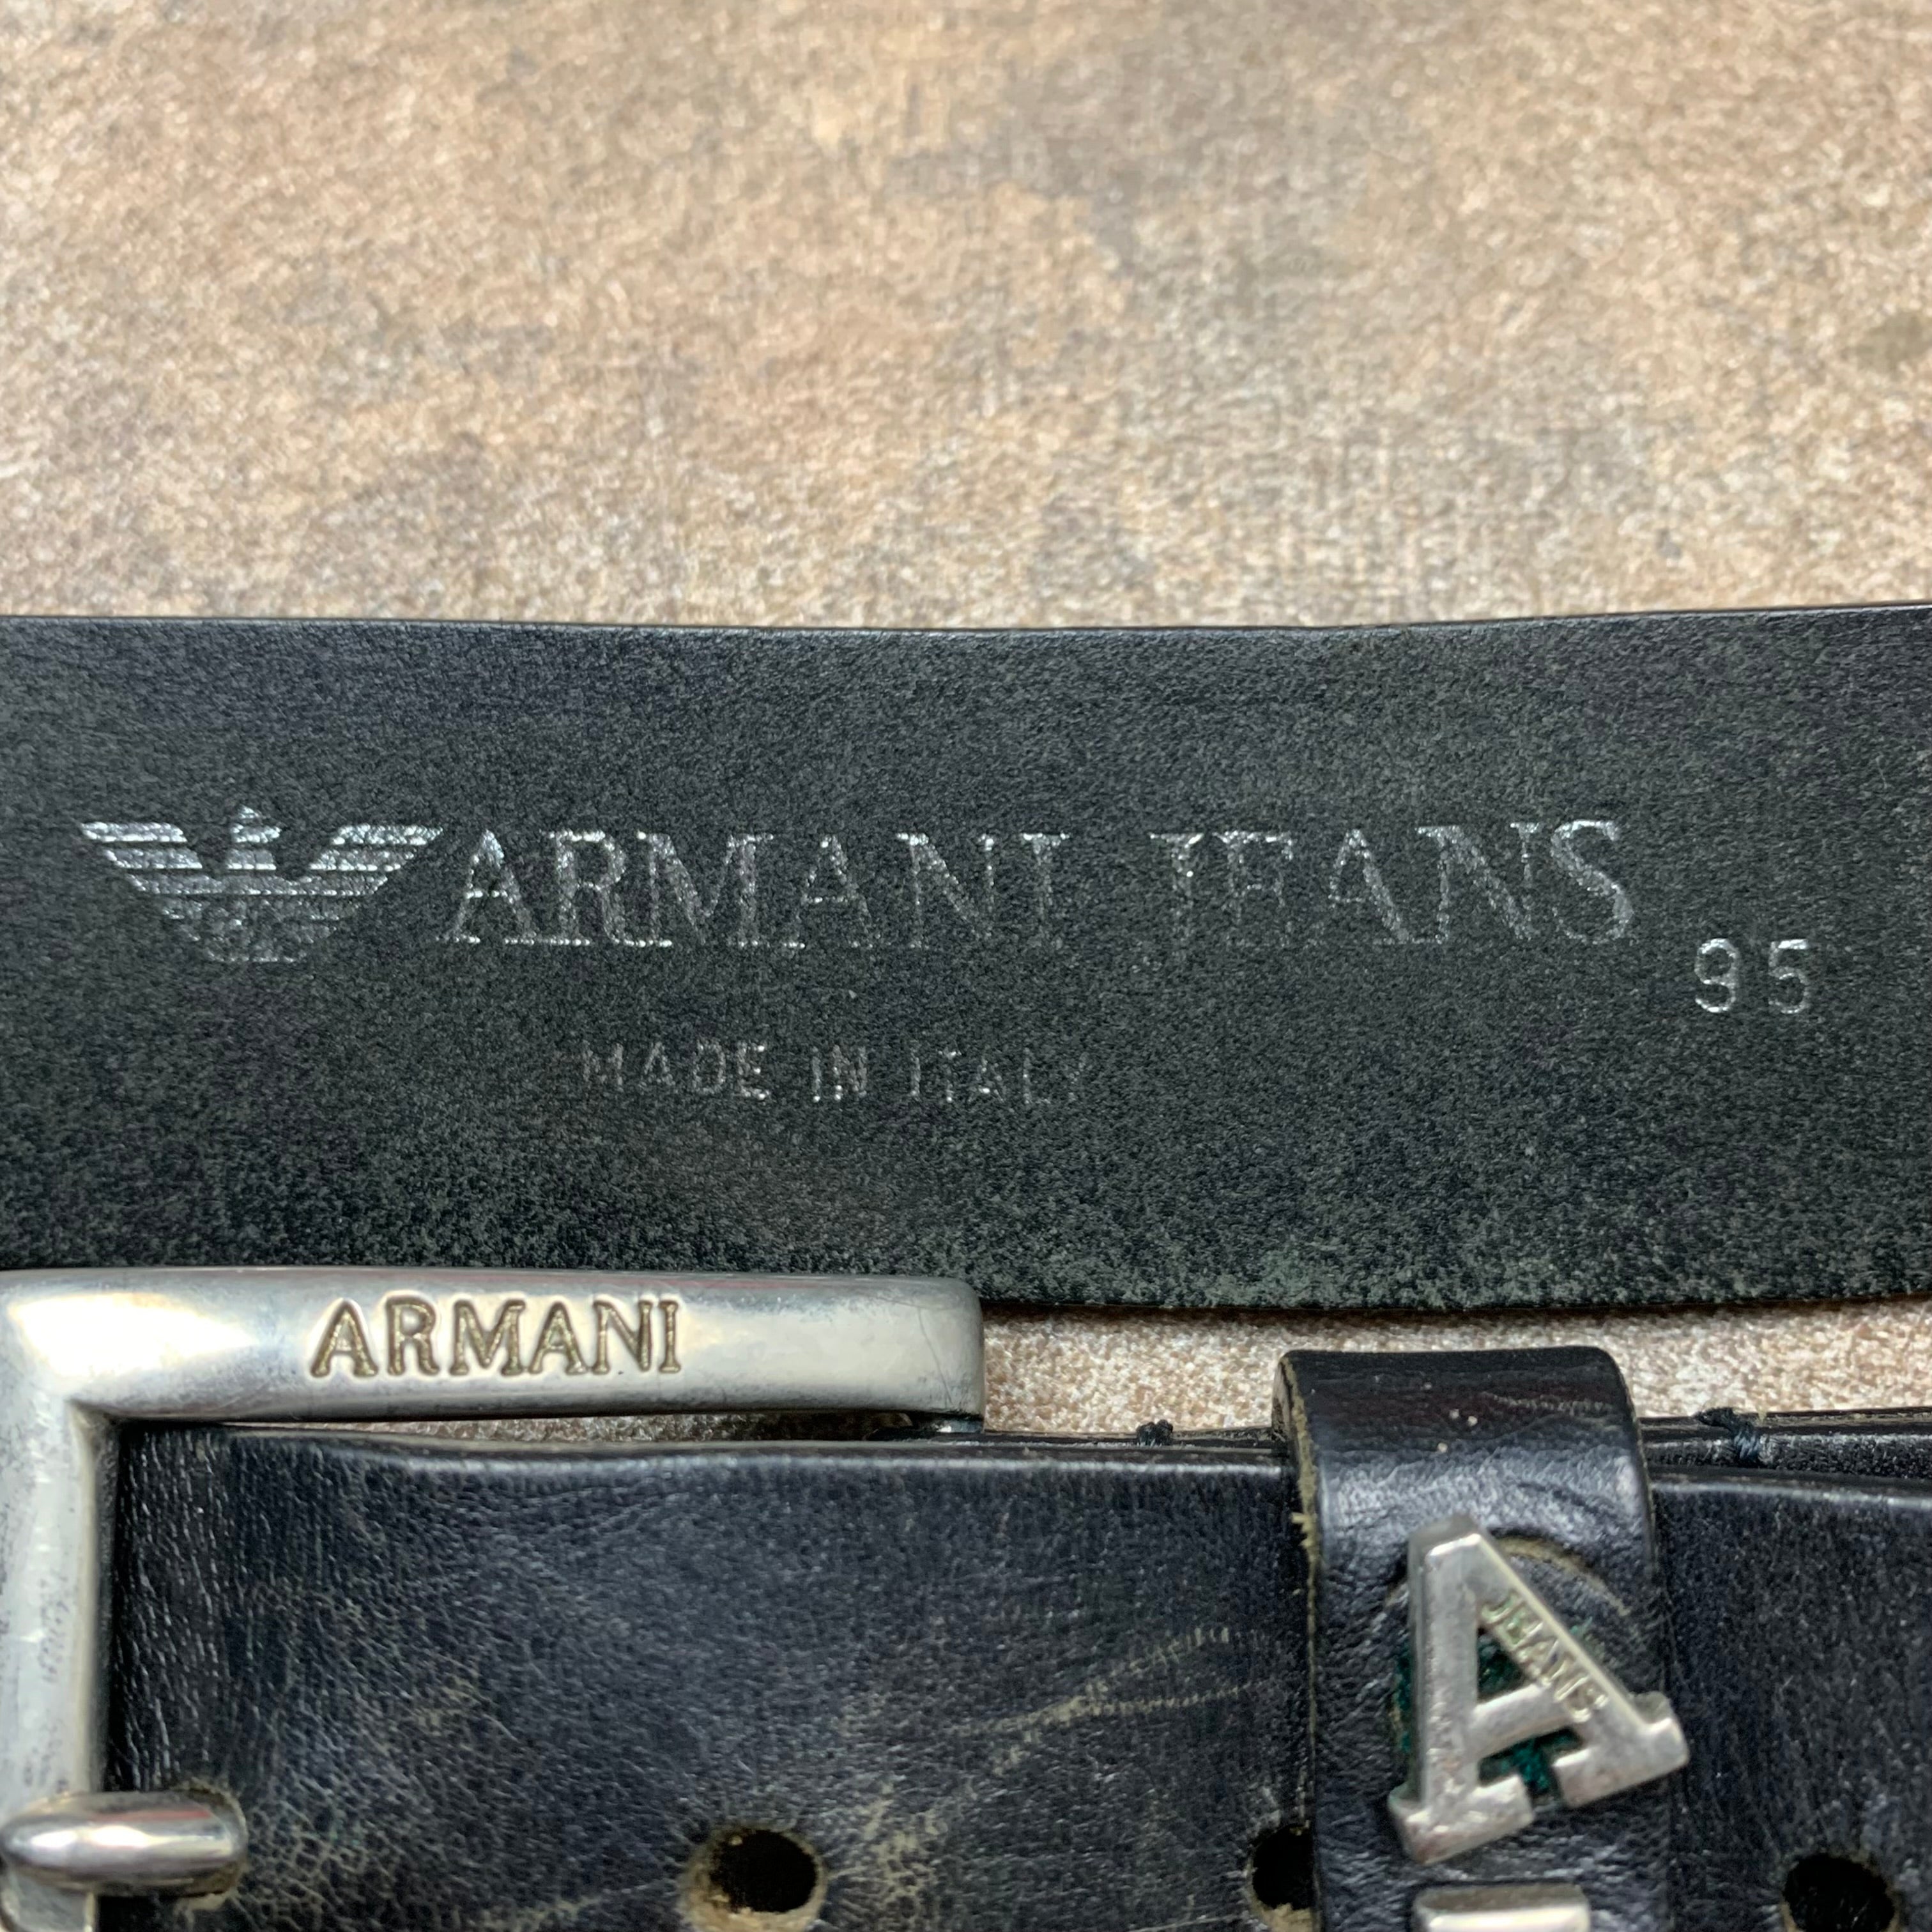 ARMANI JEANS
95
MADE IN ITALY
ARMANI
A
JEANS